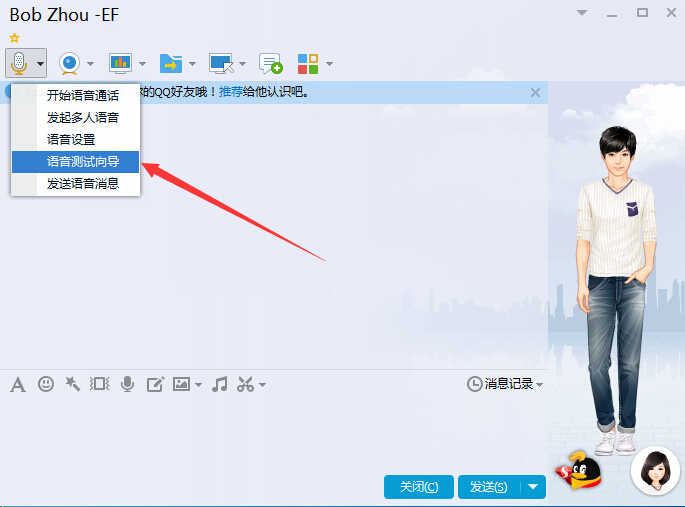 Bob Zhou -EF
的QQ好友哦！推荐给他认识吧。
开始语音通话
发起多人语音
语音设置
语音测试向导
发送语音消息
消息记录
关闭(C)
发送(S)